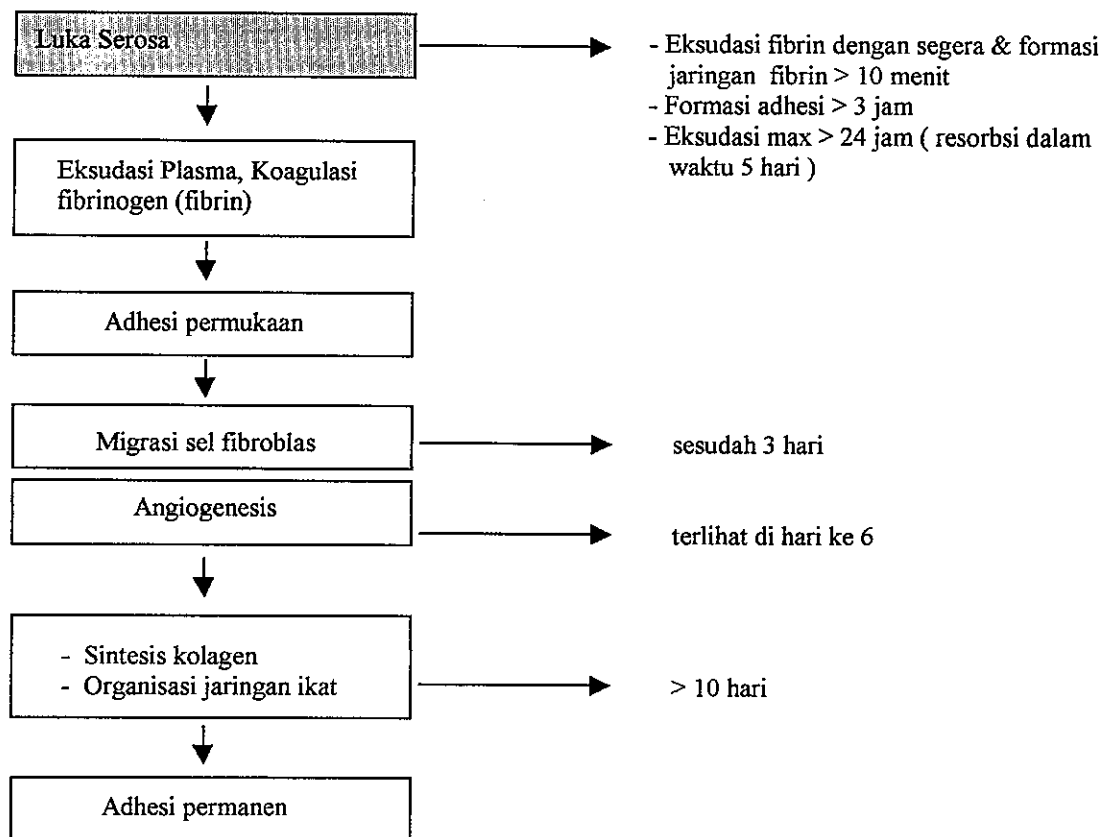 Luka Serosa
- Eksudasi fibrin dengan segera & formasi
jaringan fibrin > 10 menit
- Formasi adhesi > 3 jam
- Eksudasi max > 24 jam ( resorbsi dalam
waktu 5 hari )
Eksudasi Plasma, Koagulasi
fibrinogen (fibrin)
Adhesi permukaan
Migrasi sel fibroblas
sesudah 3 hari
Angiogenesis
terlihat di hari ke 6
- Sintesis kolagen
- Organisasi jaringan ikat
> 10 hari
Adhesi permanen